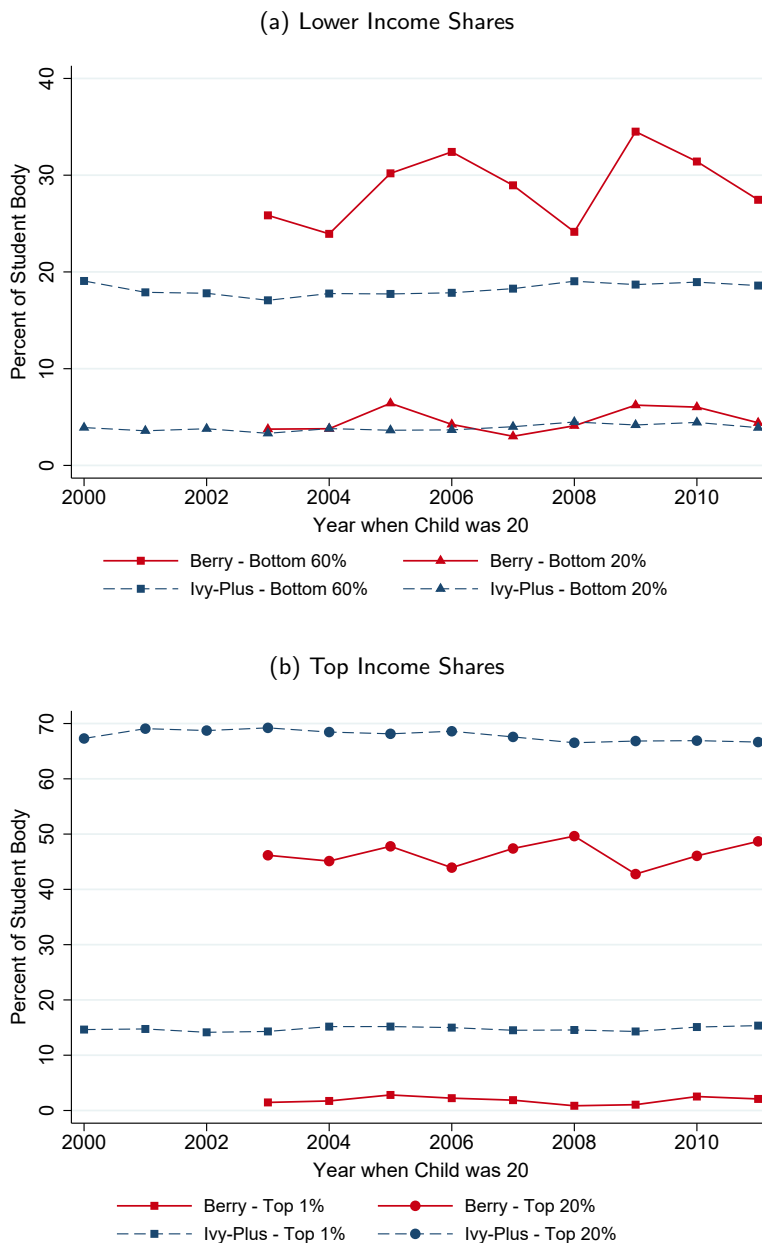 (a) Lower Income Shares
40
30
20
10
0
Percent of Student Body
2000 2002 2004 2006 2008 2010
Year when Child was 20
Berry - Bottom 60% Berry - Bottom 20%
Ivy-Plus - Bottom 60% Ivy-Plus - Bottom 20%
(b) Top Income Shares
70
60
50
40
30
20
10
0
Percent of Student Body
2000 2002 2004 2006 2008 2010
Year when Child was 20
Berry - Top 1% Berry - Top 20%
Ivy-Plus - Top 1% Ivy-Plus - Top 20%